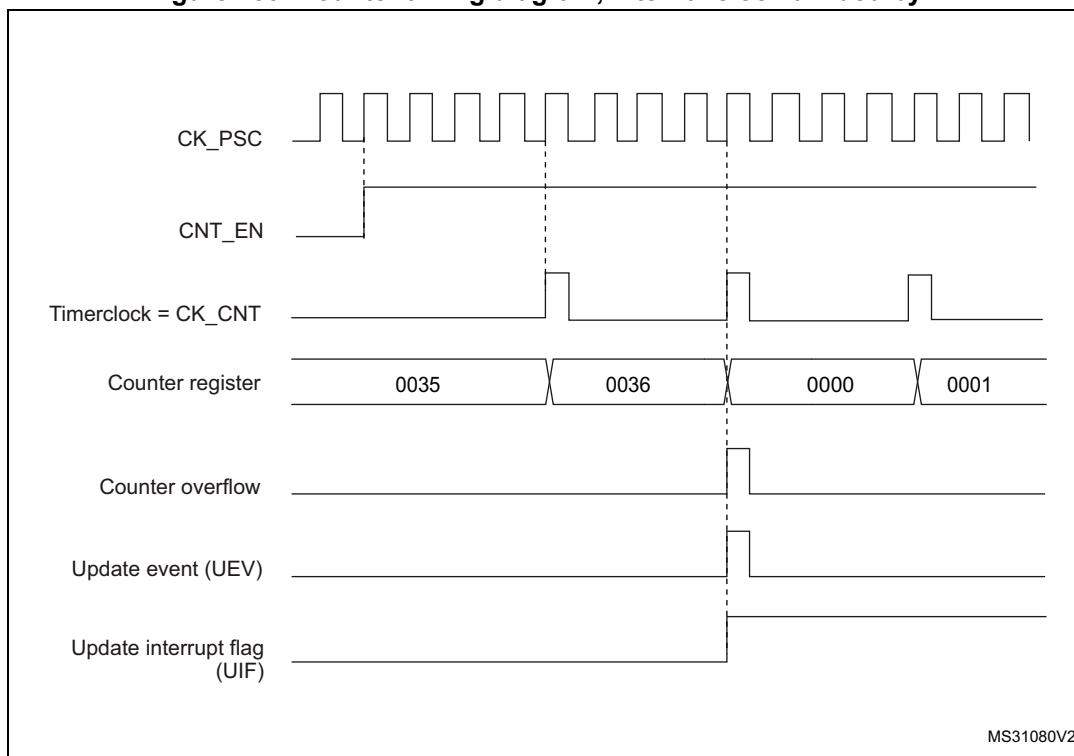 CK_PSC
CNT_EN
Timerclock = CK_CNT
Counter register
0035 0036 0000 0001
Counter overflow
Update event (UEV)
Update interrupt flag
(UIF)
MS31080V2